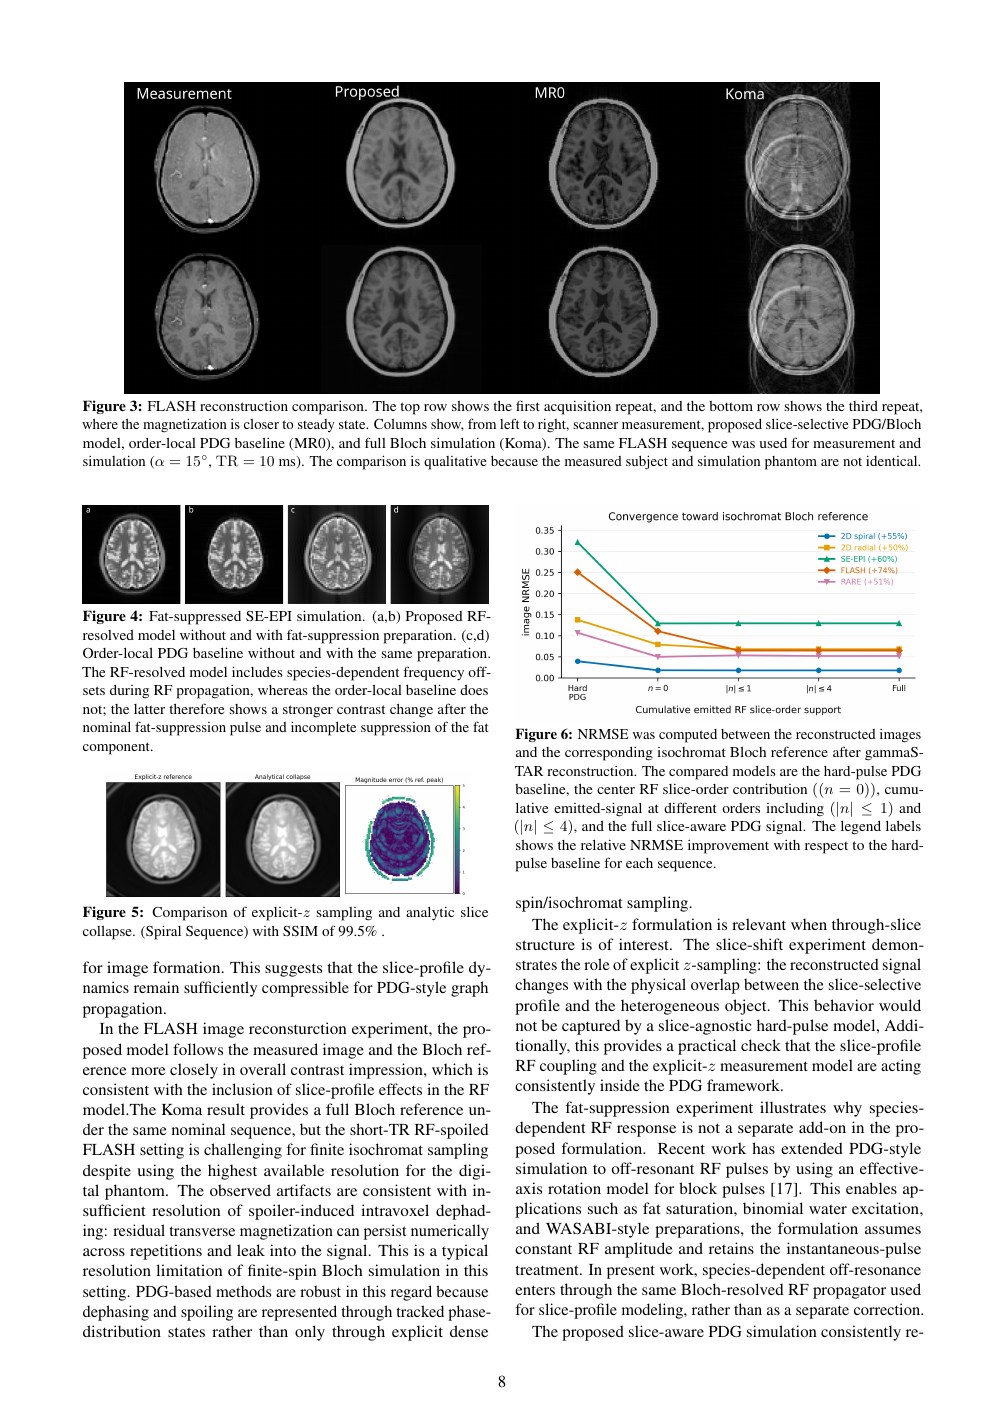 Measurement Proposed MR0 Koma
Figure 3: FLASH reconstruction comparison. The top row shows the first acquisition repeat, and the bottom row shows the third repeat,
where the magnetization is closer to steady state. Columns show, from left to right, scanner measurement, proposed slice-selective PDG/Bloch
model, order-local PDG baseline (MR0), and full Bloch simulation (Koma). The same FLASH sequence was used for measurement and
simulation (α = 15°, TR = 10 ms). The comparison is qualitative because the measured subject and simulation phantom are not identical.
a b c d
Figure 4: Fat-suppressed SE-EPI simulation. (a,b) Proposed RF-
resolved model without and with fat-suppression preparation. (c,d)
Order-local PDG baseline without and with the same preparation.
The RF-resolved model includes species-dependent frequency off-
sets during RF propagation, whereas the order-local baseline does
not; the latter therefore shows a stronger contrast change after the
nominal fat-suppression pulse and incomplete suppression of the fat
component.
Explicit-z reference Analytical collapse Magnitude error (% ref. peak)
5
4
3
2
1
0
Figure 5: Comparison of explicit-z sampling and analytic slice
collapse. (Spiral Sequence) with SSIM of 99.5% .
for image formation. This suggests that the slice-profile dy-
namics remain sufficiently compressible for PDG-style graph
propagation.
In the FLASH image reconsturction experiment, the pro-
posed model follows the measured image and the Bloch ref-
erence more closely in overall contrast impression, which is
consistent with the inclusion of slice-profile effects in the RF
model.The Koma result provides a full Bloch reference un-
der the same nominal sequence, but the short-TR RF-spoiled
FLASH setting is challenging for finite isochromat sampling
despite using the highest available resolution for the digi-
tal phantom. The observed artifacts are consistent with in-
sufficient resolution of spoiler-induced intravoxel dephad-
ing: residual transverse magnetization can persist numerically
across repetitions and leak into the signal. This is a typical
resolution limitation of finite-spin Bloch simulation in this
setting. PDG-based methods are robust in this regard because
dephasing and spoiling are represented through tracked phase-
distribution states rather than only through explicit dense
Convergence toward isochromat Bloch reference
image NRMSE
0.35
0.30
0.25
0.20
0.15
0.10
0.05
0.00
2D spiral (+55%)
2D radial (+50%)
SE-EPI (+60%)
FLASH (+74%)
RARE (+51%)
Hard PDG n = 0 |n| ≤ 1 |n| ≤ 4 Full
Cumulative emitted RF slice-order support
Figure 6: NRMSE was computed between the reconstructed images
and the corresponding isochromat Bloch reference after gammaS-
TAR reconstruction. The compared models are the hard-pulse PDG
baseline, the center RF slice-order contribution ((n = 0)), cumu-
lative emitted-signal at different orders including (|n| ≤ 1) and
(|n| ≤ 4), and the full slice-aware PDG signal. The legend labels
shows the relative NRMSE improvement with respect to the hard-
pulse baseline for each sequence.
spin/isochromat sampling.
The explicit-z formulation is relevant when through-slice
structure is of interest. The slice-shift experiment demon-
strates the role of explicit z-sampling: the reconstructed signal
changes with the physical overlap between the slice-selective
profile and the heterogeneous object. This behavior would
not be captured by a slice-agnostic hard-pulse model, Addi-
tionally, this provides a practical check that the slice-profile
RF coupling and the explicit-z measurement model are acting
consistently inside the PDG framework.
The fat-suppression experiment illustrates why species-
dependent RF response is not a separate add-on in the pro-
posed formulation. Recent work has extended PDG-style
simulation to off-resonant RF pulses by using an effective-
axis rotation model for block pulses [17]. This enables ap-
plications such as fat saturation, binomial water excitation,
and WASABI-style preparations, the formulation assumes
constant RF amplitude and retains the instantaneous-pulse
treatment. In present work, species-dependent off-resonance
enters through the same Bloch-resolved RF propagator used
for slice-profile modeling, rather than as a separate correction.
The proposed slice-aware PDG simulation consistently re-
8